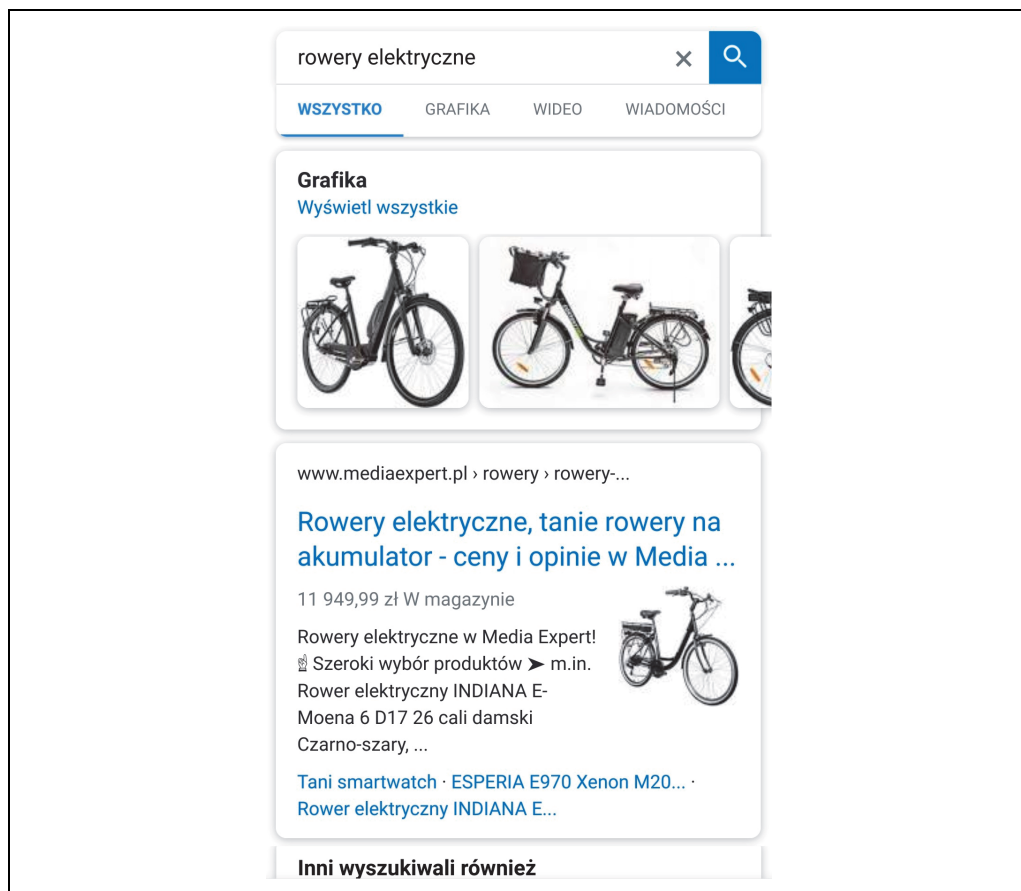 rowery elektryczne
WSZYSTKO GRAFIKA WIDEO WIADOMOŚCI
Grafika
Wyświetl wszystkie
www.mediaexpert.pl › rowery › rowery-...
Rowery elektryczne, tanie rowery na
akumulator - ceny i opinie w Media ...
11 949,99 zł W magazynie
Rowery elektryczne w Media Expert!
☝ Szeroki wybór produktów ➤ m.in.
Rower elektryczny INDIANA E-
Moena 6 D17 26 cali damski
Czarno-szary, ...
Tani smartwatch · ESPERIA E970 Xenon M20... ·
Rower elektryczny INDIANA E...
Inni wyszukiwali również